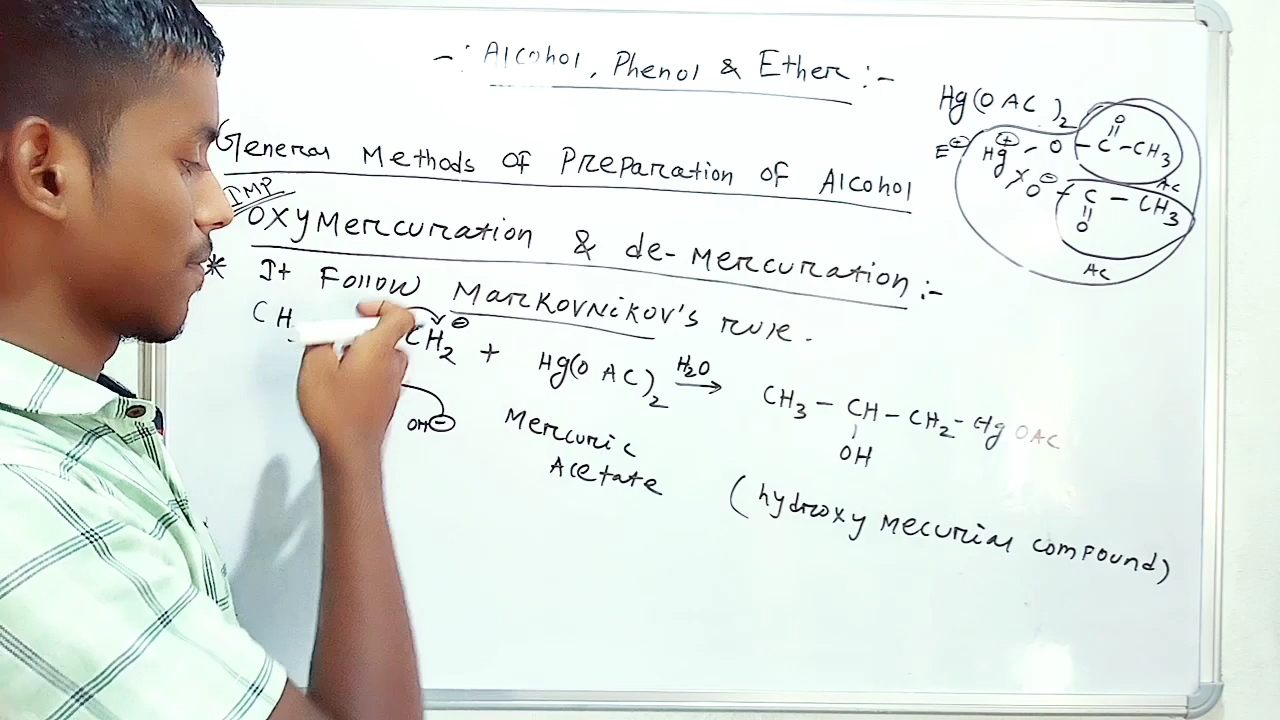 -: Alcohol, Phenol & Ether :-
Hg(OAC)2
E⊕ Hg⊕ - O - C - CH3
O
AC
O⊖ - C - CH3
O
AC
General Methods of Preparation of Alcohol
IMP
Oxymercuration & de-mercuration :-
* It Follow Markovnikov's rule.
CH CH2⊖ + Hg(OAC)2 H2O → CH3 - CH - CH2 - Hg OAC
OH
OH⊖
Mercuric
Acetate
(hydroxy mecurial compound)